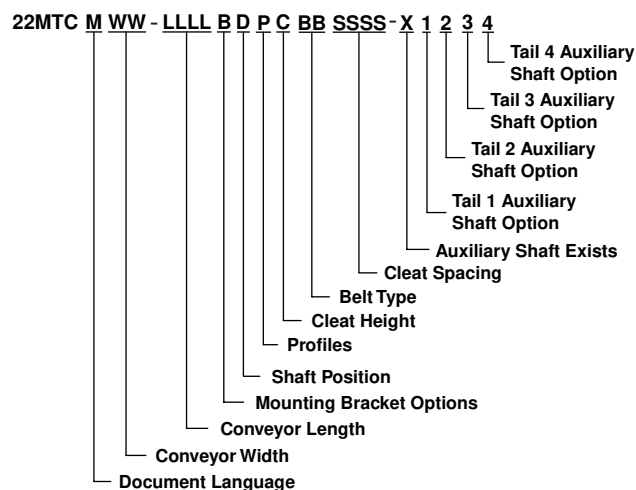 22MTC M WW - LLLL B D P C BB SSSS - X 1 2 3 4
Tail 4 Auxiliary
Shaft Option
Tail 3 Auxiliary
Shaft Option
Tail 2 Auxiliary
Shaft Option
Tail 1 Auxiliary
Shaft Option
Auxiliary Shaft Exists
Cleat Spacing
Belt Type
Cleat Height
Profiles
Shaft Position
Mounting Bracket Options
Conveyor Length
Conveyor Width
Document Language